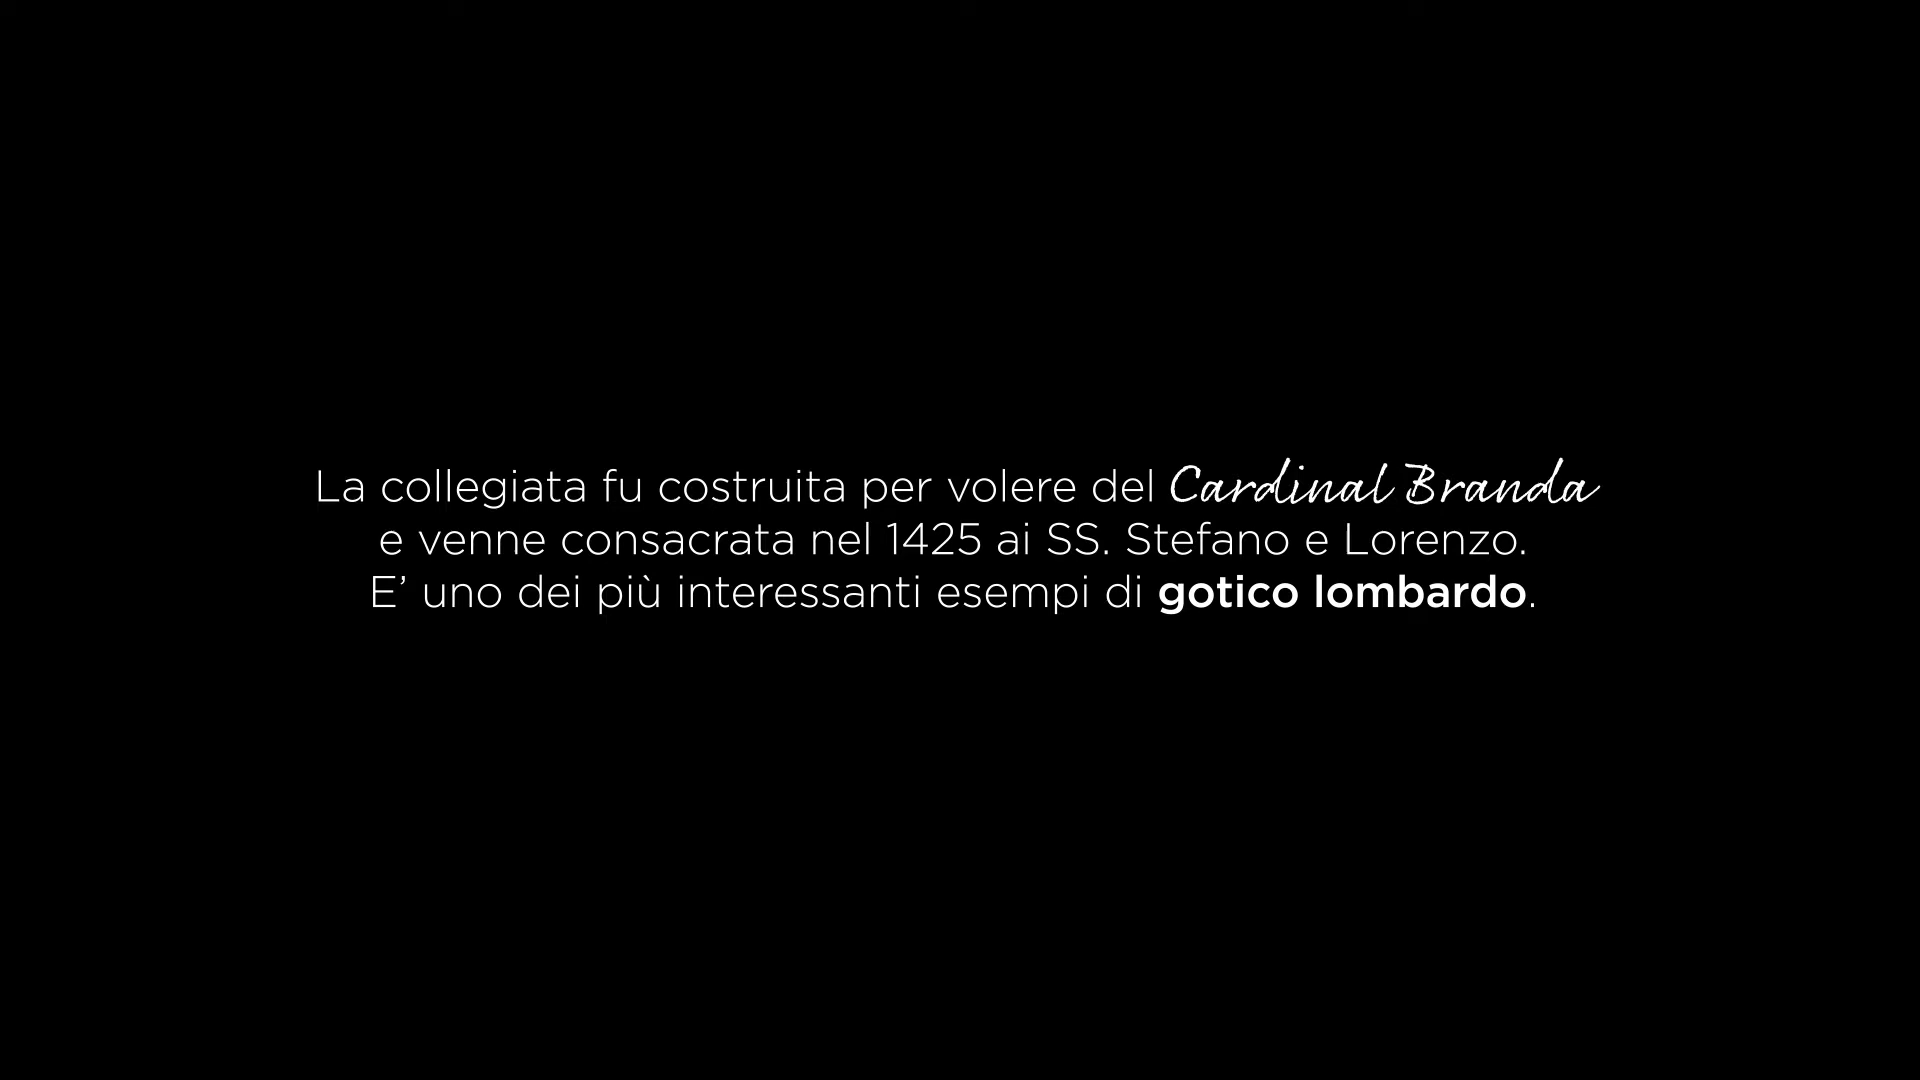 La collegiata fu costruita per volere del Cardinal Branda
e venne consacrata nel 1425 ai SS. Stefano e Lorenzo.
E’ uno dei più interessanti esempi di gotico lombardo.